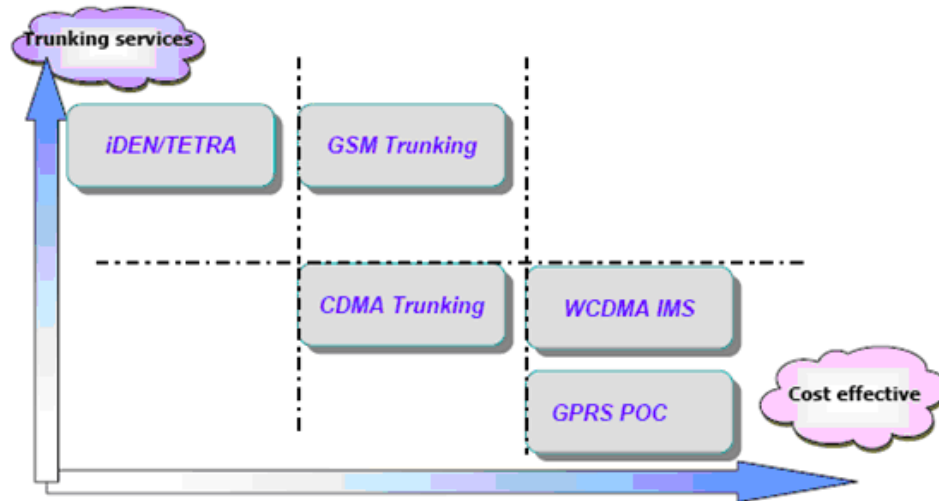 Trunking services
iDEN/TETRA
GSM Trunking
CDMA Trunking
WCDMA IMS
GPRS POC
Cost effective